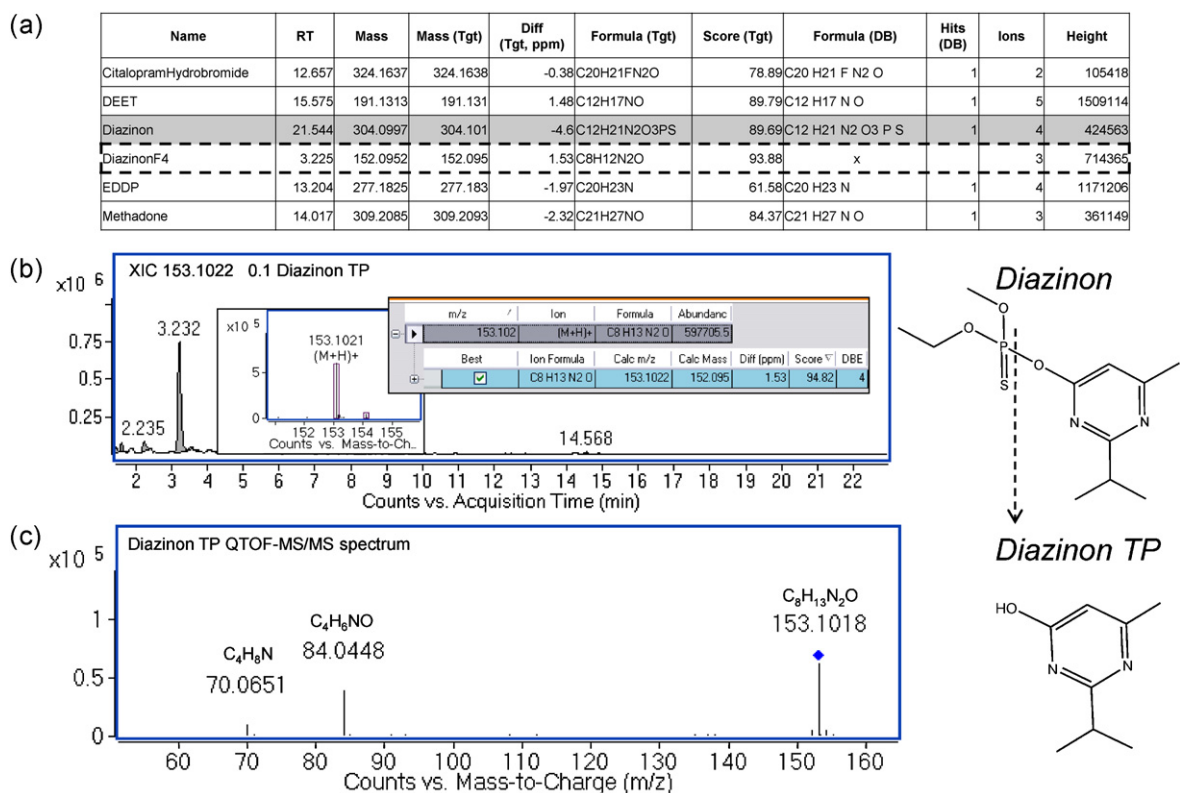 (a)
Name RT Mass Mass (Tgt) Diff (Tgt, ppm) Formula (Tgt) Score (Tgt) Formula (DB) Hits (DB) Ions Height
CitalopramHydrobromide 12.657 324.1637 324.1638 -0.38 C20H21FN2O 78.89 C20 H21 F N2 O 1 2 105418
DEET 15.575 191.1313 191.131 1.48 C12H17NO 89.79 C12 H17 N O 1 5 1509114
Diazinon 21.544 304.0997 304.101 -4.6 C12H21N2O3PS 89.69 C12 H21 N2 O3 P S 1 4 424563
DiazinonF4 3.225 152.0952 152.095 1.53 C8H12N2O 93.88 x 3 714365
EDDP 13.204 277.1825 277.183 -1.97 C20H23N 61.58 C20 H23 N 1 4 1171206
Methadone 14.017 309.2085 309.2093 -2.32 C21H27NO 84.37 C21 H27 N O 1 3 361149
(b)
XIC 153.1022 0.1 Diazinon TP
x10 6
0.75
0.5
0.25
3.232
2.235
14.568
x10 5
5
0
153.1021
(M+H)+
152 153 154 155
Counts vs. Mass-to-Ch...
m/z / Ion Formula Abundanc
153.102 (M+H)+ C8 H13 N2 O 597705.5
Best Ion Formula Calc m/z Calc Mass Diff (ppm) Score DBE
C8 H13 N2 O 153.1022 152.095 1.53 94.82 4
2 3 4 5 6 7 8 9 10 11 12 13 14 15 16 17 18 19 20 21 22
Counts vs. Acquisition Time (min)
Diazinon
O
O
P
O
S
N
N
(c)
x10 5
Diazinon TP QTOF-MS/MS spectrum
1
0.5
0
C4H8N
70.0651
C4H6NO
84.0448
C8H13N2O
153.1018
60 70 80 90 100 110 120 130 140 150 160
Counts vs. Mass-to-Charge (m/z)
Diazinon TP
HO
N
N